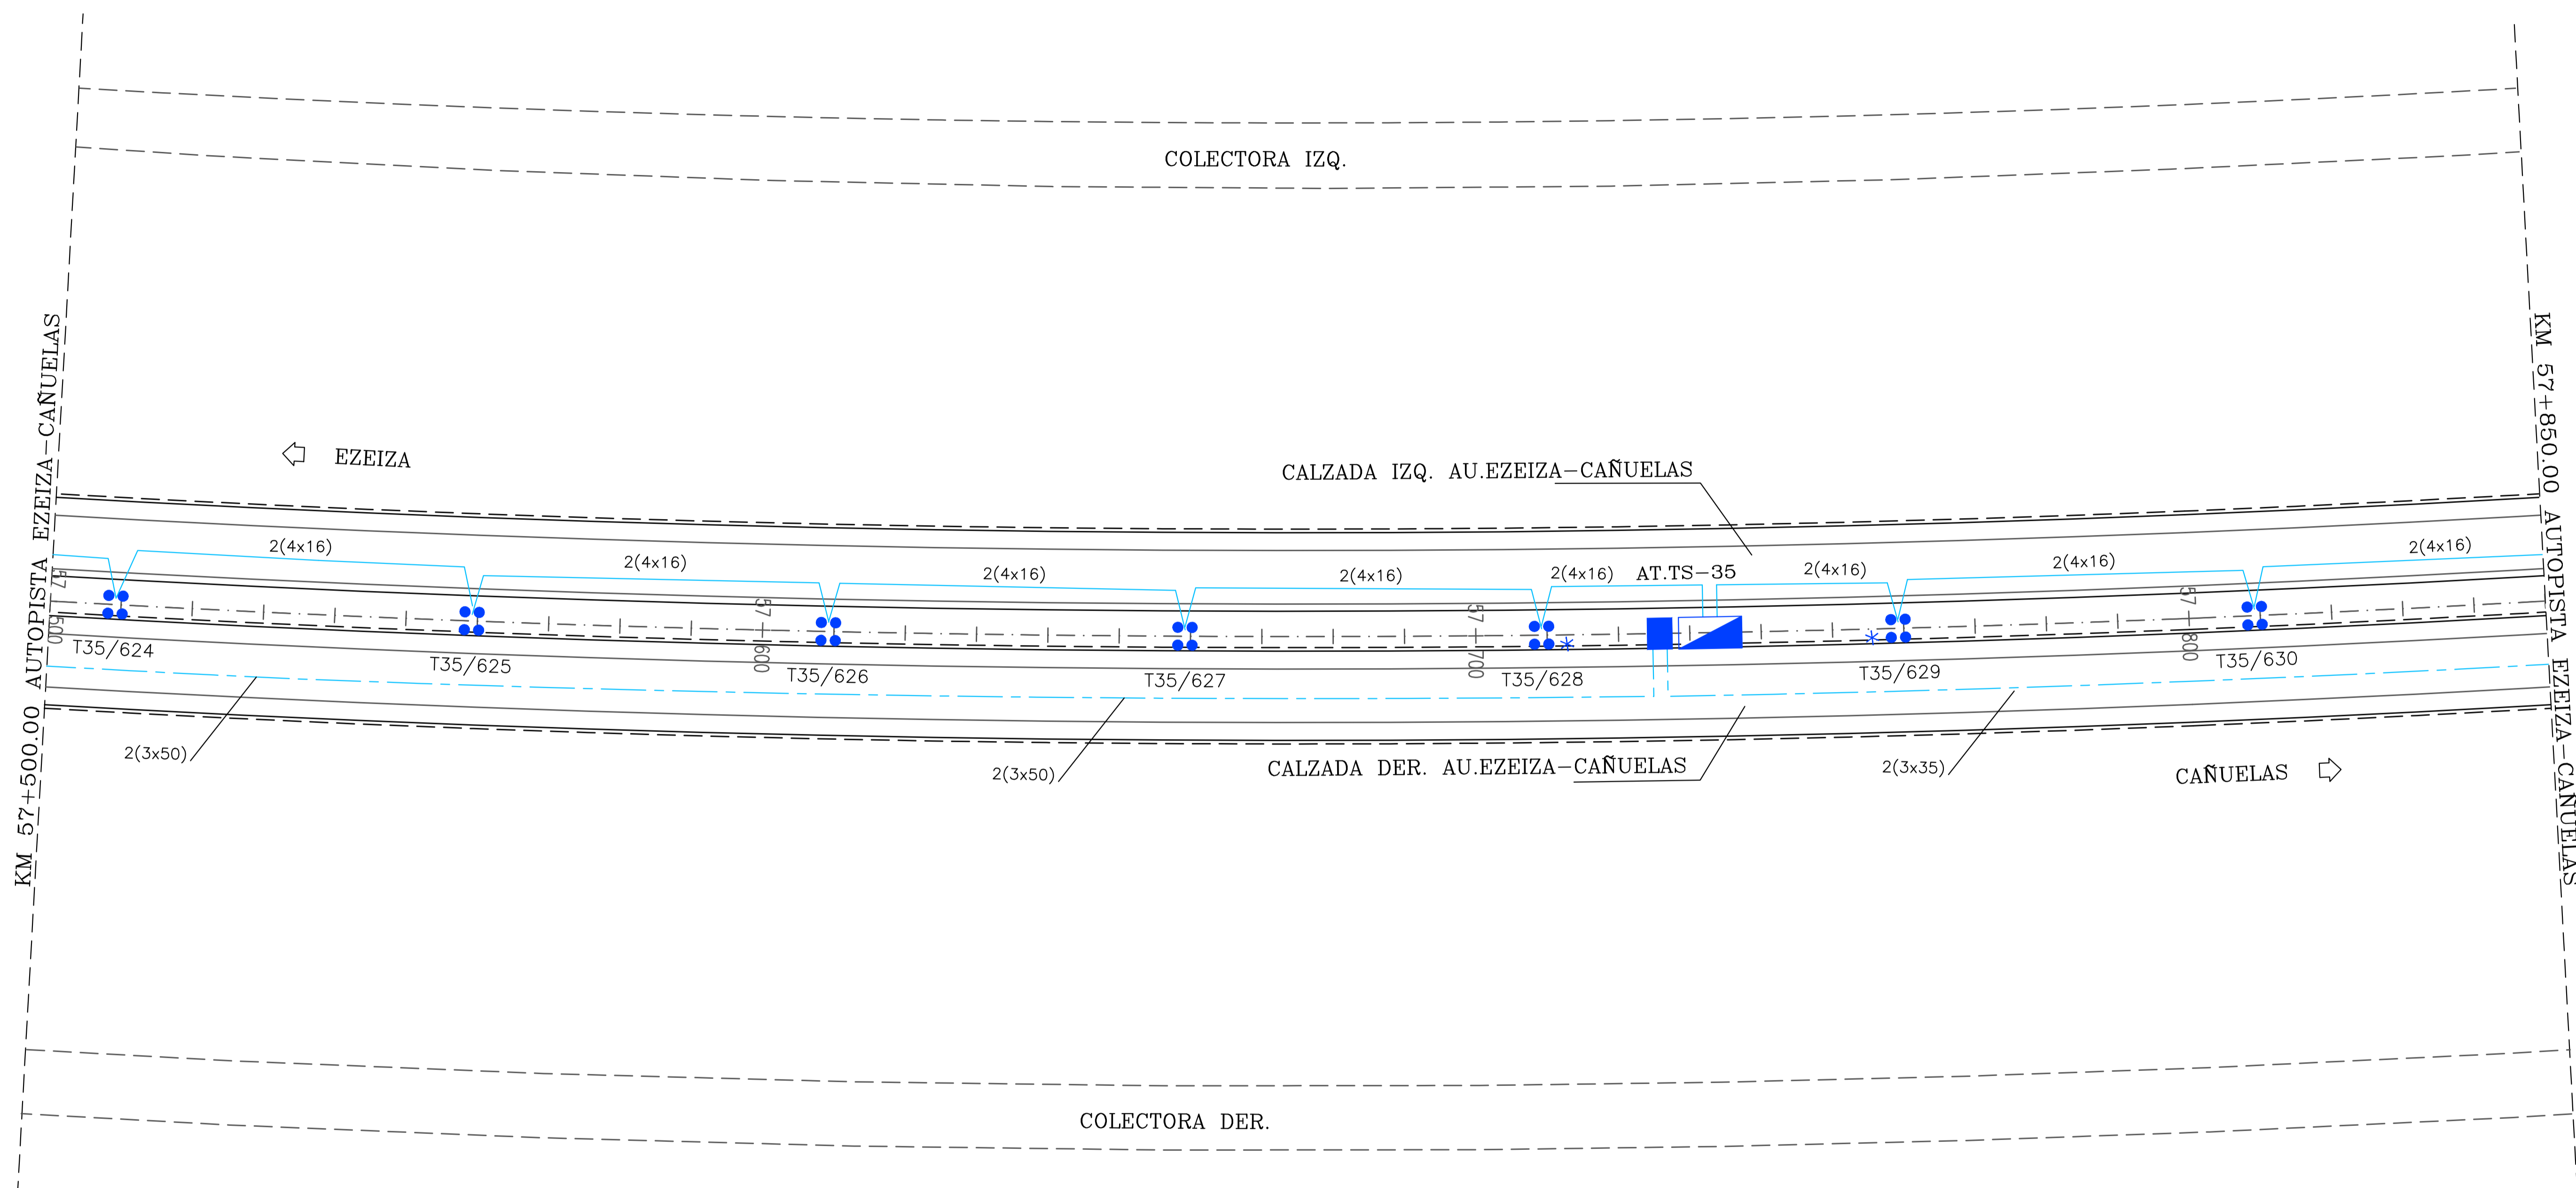 COLECTORA IZQ.
KM 57+500.00 AUTOPISTA EZEIZA-CAÑUELAS
KM 57+850.00 AUTOPISTA EZEIZA-CAÑUELAS
EZEIZA
CALZADA IZQ. AU.EZEIZA-CAÑUELAS
2(4x16)
2(4x16)
2(4x16)
2(4x16)
2(4x16)
AT.TS-35
2(4x16)
2(4x16)
2(4x16)
57
500
57
600
57
700
57
800
T35/624
T35/625
T35/626
T35/627
T35/628
T35/629
T35/630
2(3x50)
2(3x50)
CALZADA DER. AU.EZEIZA-CAÑUELAS
2(3x35)
CAÑUELAS
COLECTORA DER.